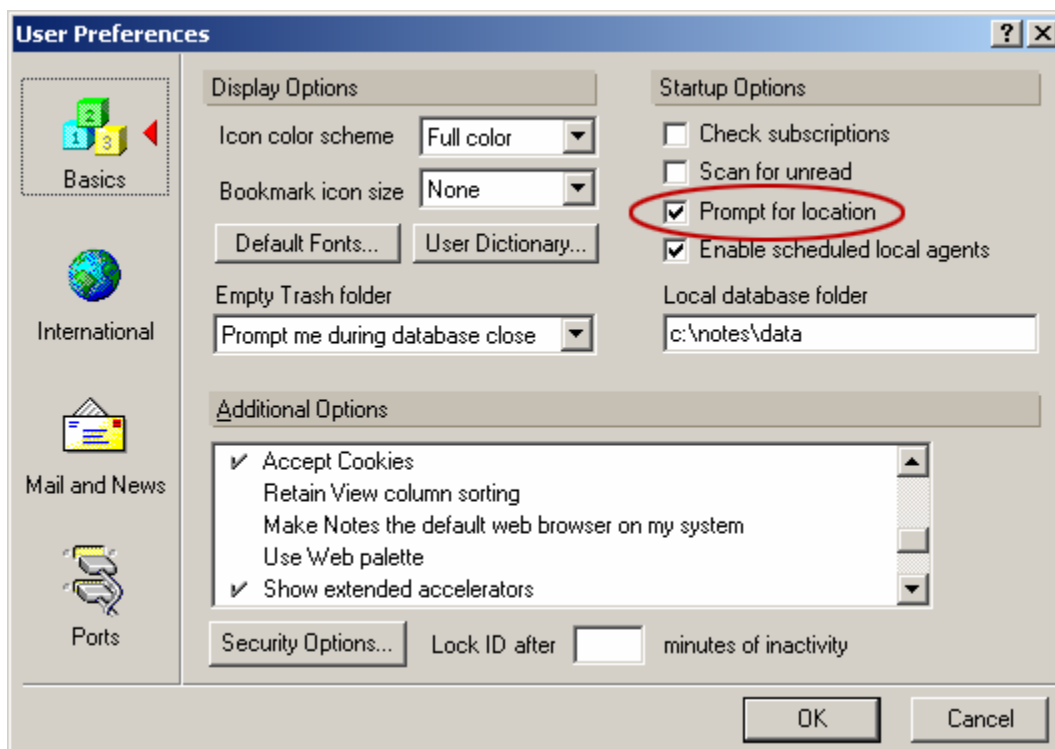 User Preferences
Basics
International
Mail and News
Ports
Display Options
Icon color scheme Full color
Bookmark icon size None
Default Fonts... User Dictionary...
Empty Trash folder
Prompt me during database close
Startup Options
Check subscriptions
Scan for unread
Prompt for location
Enable scheduled local agents
Local database folder
c:\notes\data
Additional Options
Accept Cookies
Retain View column sorting
Make Notes the default web browser on my system
Use Web palette
Show extended accelerators
Security Options... Lock ID after minutes of inactivity
OK Cancel